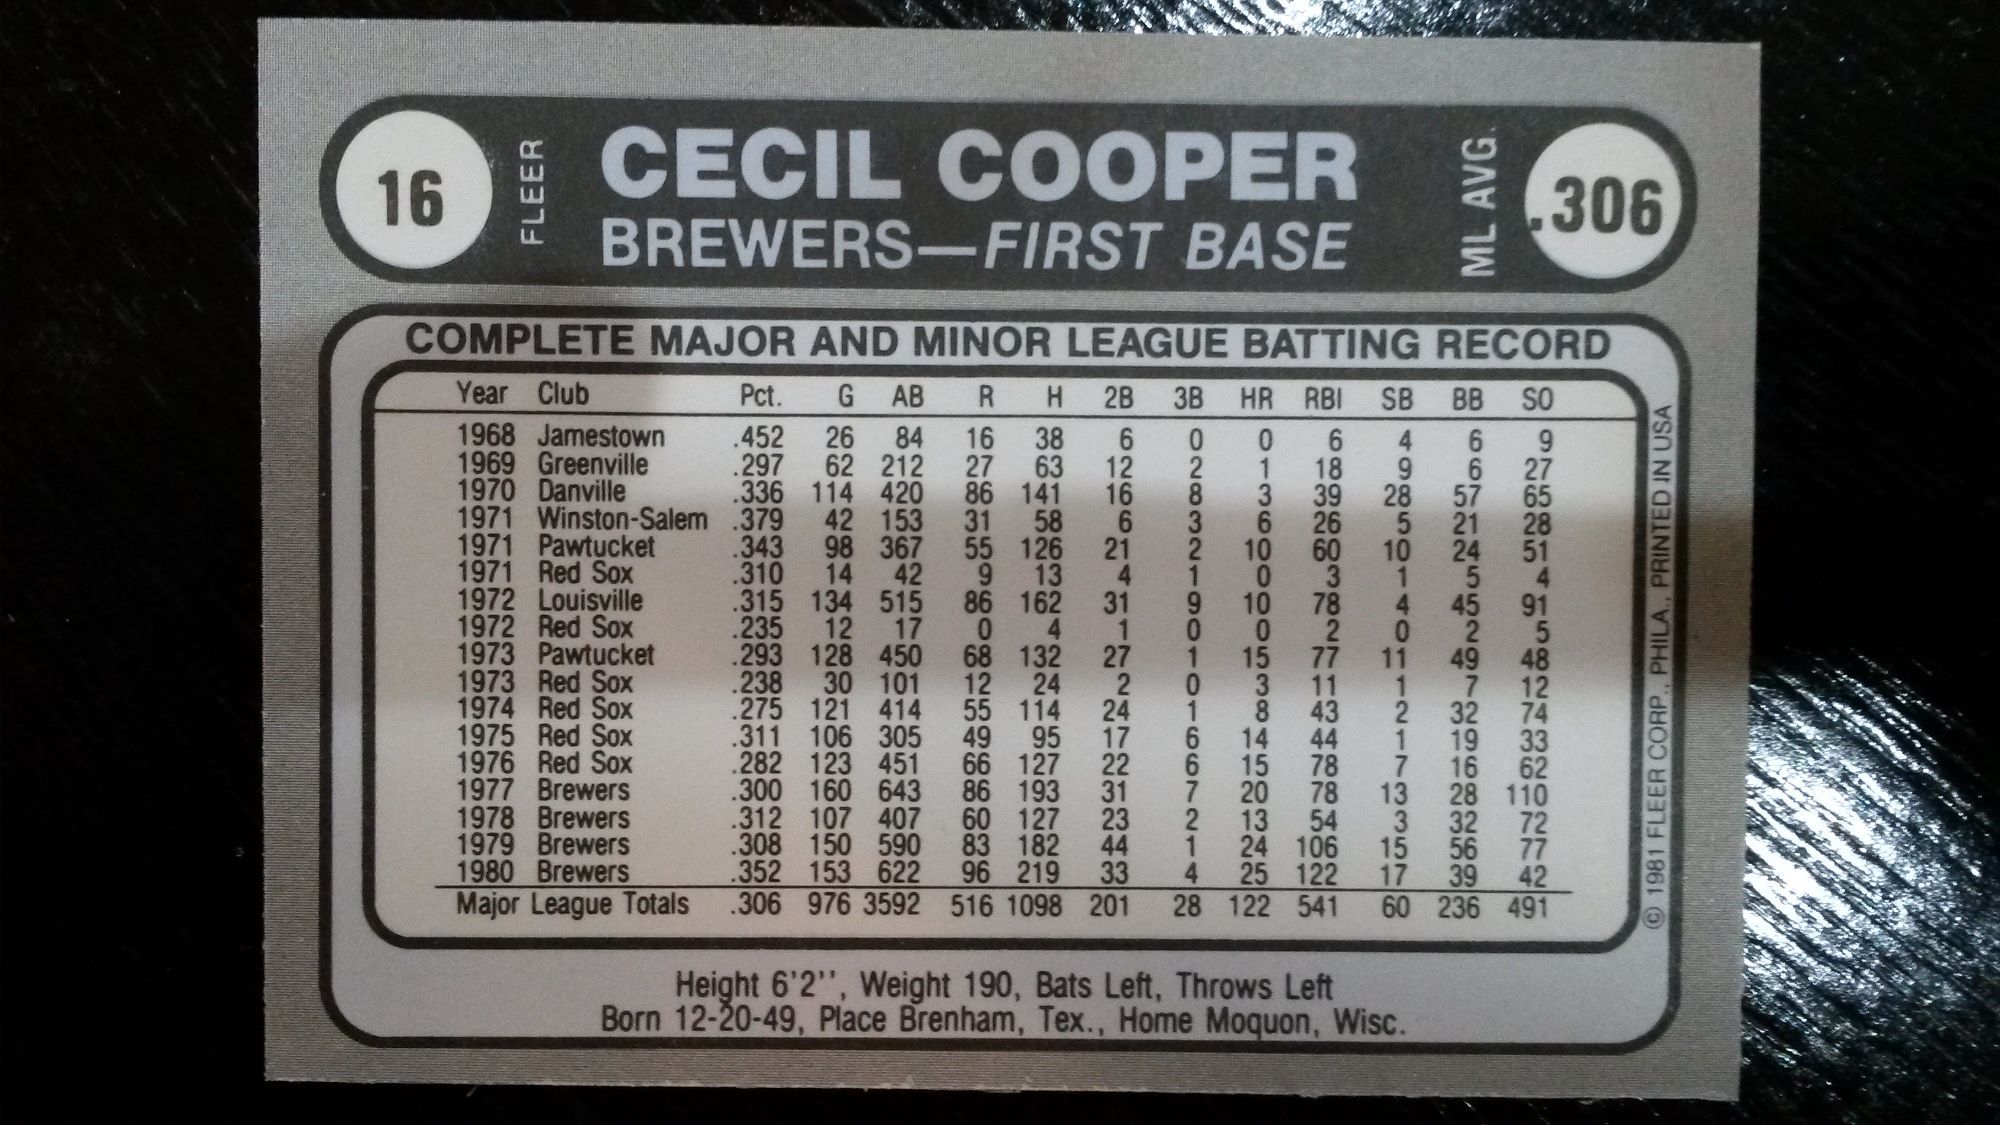 16 FLEER CECIL COOPER ML AVG. .306
BREWERS—FIRST BASE
COMPLETE MAJOR AND MINOR LEAGUE BATTING RECORD
Year Club Pct. G AB R H 2B 3B HR RBI SB BB SO
1968 Jamestown .452 26 84 16 38 6 0 0 6 4 6 9
1969 Greenville .297 62 212 27 63 12 2 1 18 9 6 27
1970 Danville .336 114 420 86 141 16 8 3 39 28 57 65
1971 Winston-Salem .379 42 153 31 58 6 3 6 26 5 21 28
1971 Pawtucket .343 98 367 55 126 21 2 10 60 10 24 51
1971 Red Sox .310 14 42 9 13 4 1 0 3 1 5 4
1972 Louisville .315 134 515 86 162 31 9 10 78 4 45 91
1972 Red Sox .235 12 17 0 4 1 0 0 2 0 2 5
1973 Pawtucket .293 128 450 68 132 27 1 15 77 11 49 48
1973 Red Sox .238 30 101 12 24 2 0 3 11 1 7 12
1974 Red Sox .275 121 414 55 114 24 1 8 43 2 32 74
1975 Red Sox .311 106 305 49 95 17 6 14 44 1 19 33
1976 Red Sox .282 123 451 66 127 22 6 15 78 7 16 62
1977 Brewers .300 160 643 86 193 31 7 20 78 13 28 110
1978 Brewers .312 107 407 60 127 23 2 13 54 3 32 72
1979 Brewers .308 150 590 83 182 44 1 24 106 15 56 77
1980 Brewers .352 153 622 96 219 33 4 25 122 17 39 42
Major League Totals .306 976 3592 516 1098 201 28 122 541 60 236 491
Height 6'2'', Weight 190, Bats Left, Throws Left
Born 12-20-49, Place Brenham, Tex., Home Moquon, Wisc.
© 1981 FLEER CORP., PHILA., PRINTED IN USA